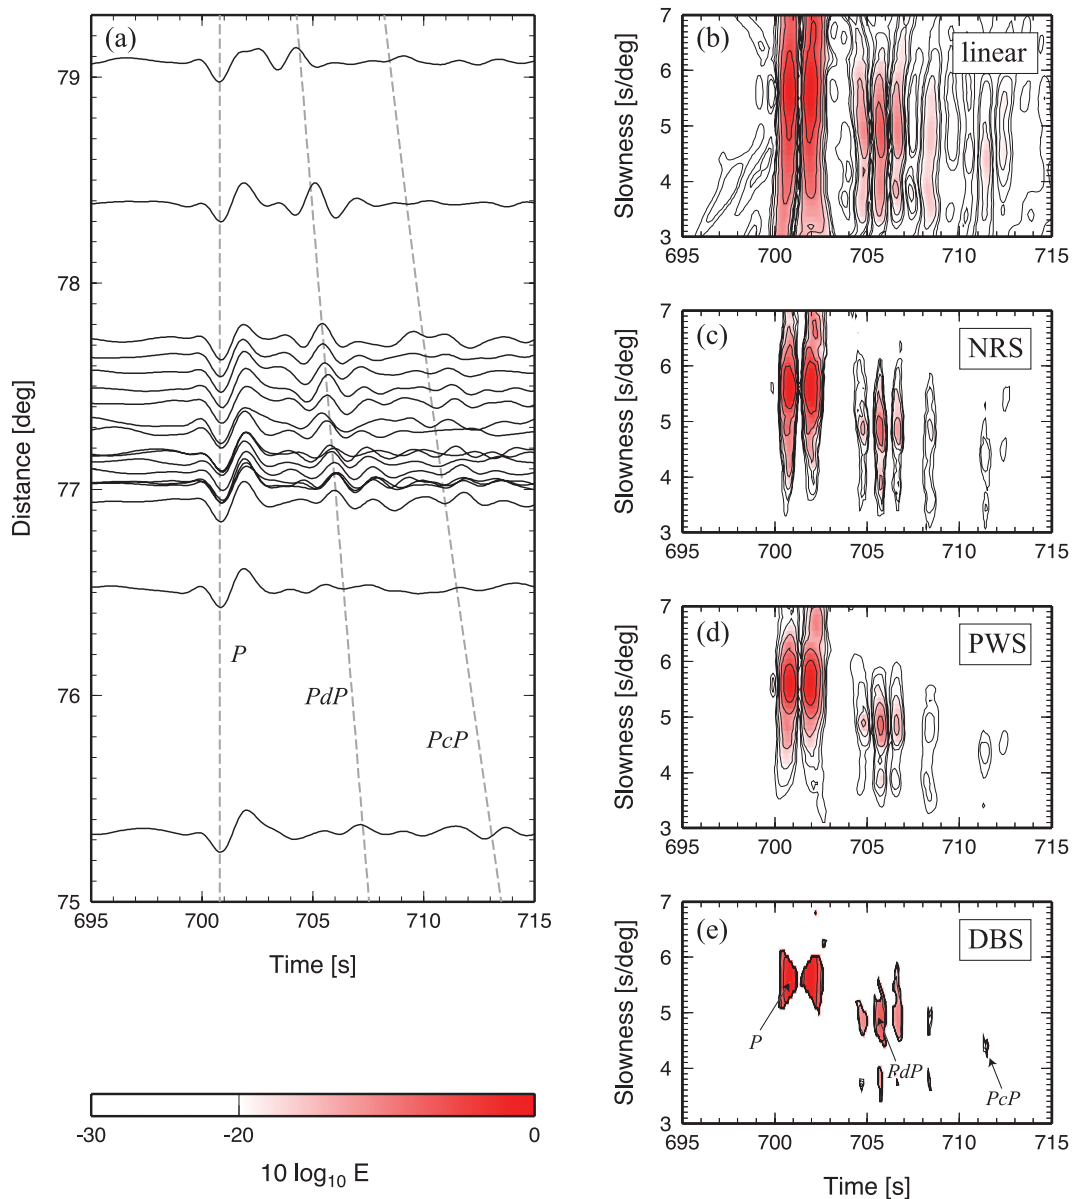 (a)
79
78
77
76
75
Distance [deg]
P
PdP
PcP
695 700 705 710 715
Time [s]
-30 -20 0
10 log10 E
(b)
linear
7
6
5
4
3
Slowness [s/deg]
695 700 705 710 715
(c)
NRS
7
6
5
4
3
Slowness [s/deg]
695 700 705 710 715
(d)
PWS
7
6
5
4
3
Slowness [s/deg]
695 700 705 710 715
(e)
DBS
7
6
5
4
3
Slowness [s/deg]
P
PdP
PcP
695 700 705 710 715
Time [s]